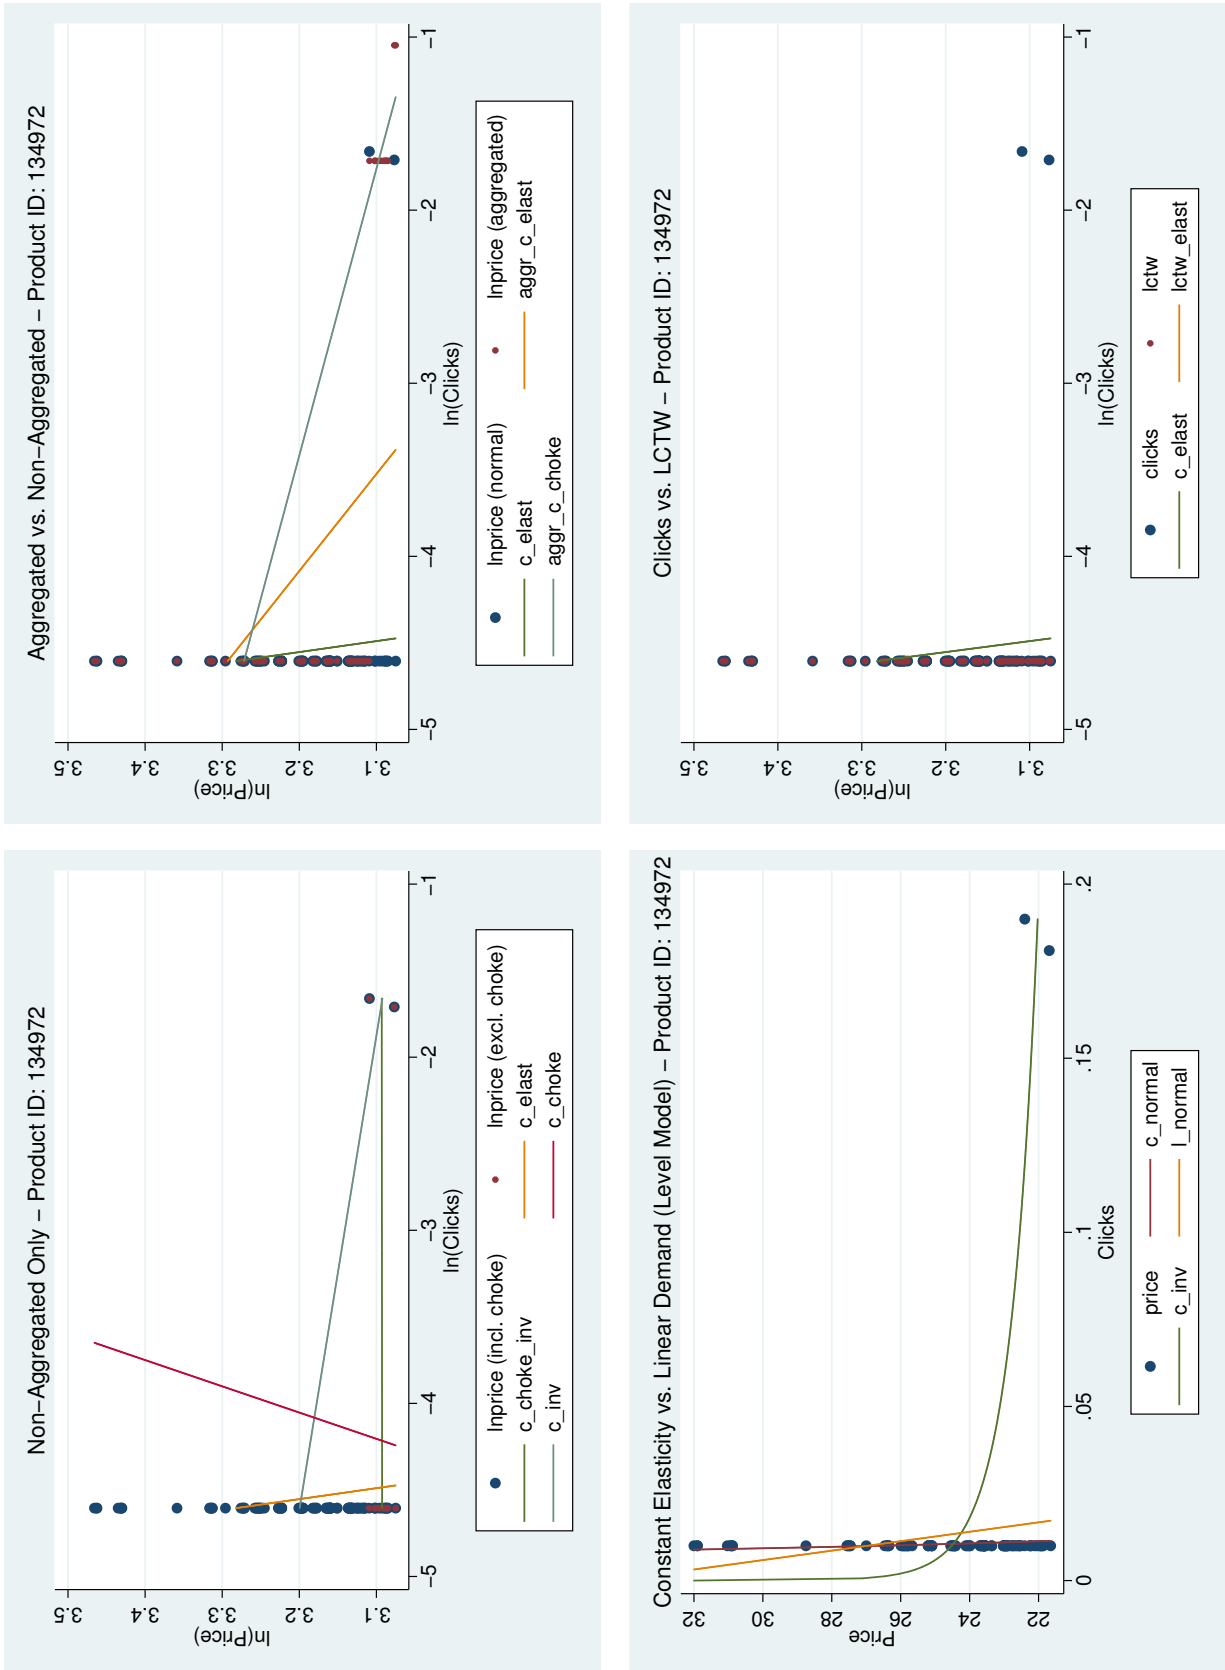 Non−Aggregated Only − Product ID: 134972
3.5
3.4
3.3
3.2
3.1
ln(Price)
−5
−4
−3
−2
−1
ln(Clicks)
lnprice (incl. choke)
lnprice (excl. choke)
c_choke_inv
c_elast
c_inv
c_choke
Aggregated vs. Non−Aggregated − Product ID: 134972
3.5
3.4
3.3
3.2
3.1
ln(Price)
−5
−4
−3
−2
−1
ln(Clicks)
lnprice (normal)
lnprice (aggregated)
c_elast
aggr_c_elast
aggr_c_choke
Constant Elasticity vs. Linear Demand (Level Model) − Product ID: 134972
32
30
28
26
24
22
Price
0
.05
.1
.15
.2
Clicks
price
c_normal
c_inv
l_normal
Clicks vs. LCTW − Product ID: 134972
3.5
3.4
3.3
3.2
3.1
ln(Price)
−5
−4
−3
−2
−1
ln(Clicks)
clicks
lctw
c_elast
lctw_elast